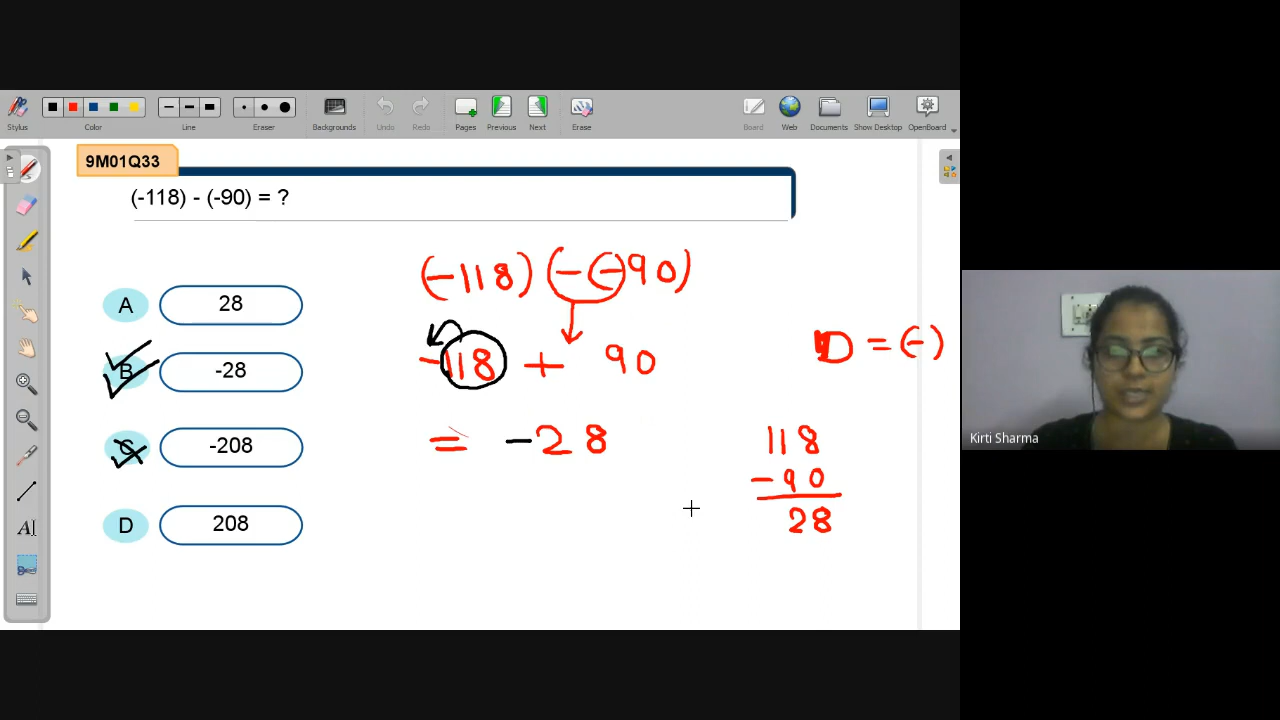 Stylus Color Line Eraser Backgrounds Undo Redo Pages Previous Next Erase Board Web Documents Show Desktop OpenBoard
9M01Q33
(-118) - (-90) = ?
(-118) (-(-)90)
A 28
-118 + 90
D = (-)
B -28
= -28
118
-90
28
C -208
D 208
A
Kirti Sharma